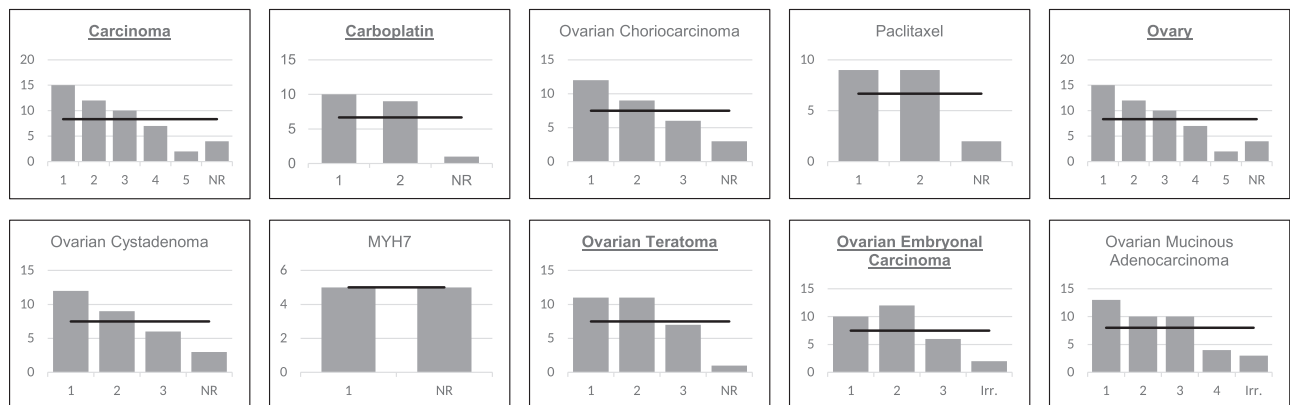 Carcinoma
20
15
10
5
0
1 2 3 4 5 NR
Carboplatin
15
10
5
0
1 2 NR
Ovarian Choriocarcinoma
15
10
5
0
1 2 3 NR
Paclitaxel
10
5
0
1 2 NR
Ovary
20
15
10
5
0
1 2 3 4 5 NR
Ovarian Cystadenoma
15
10
5
0
1 2 3 NR
MYH7
6
4
2
0
1 NR
Ovarian Teratoma
15
10
5
0
1 2 3 NR
Ovarian Embryonal
Carcinoma
15
10
5
0
1 2 3 Irr.
Ovarian Mucinous
Adenocarcinoma
15
10
5
0
1 2 3 4 Irr.